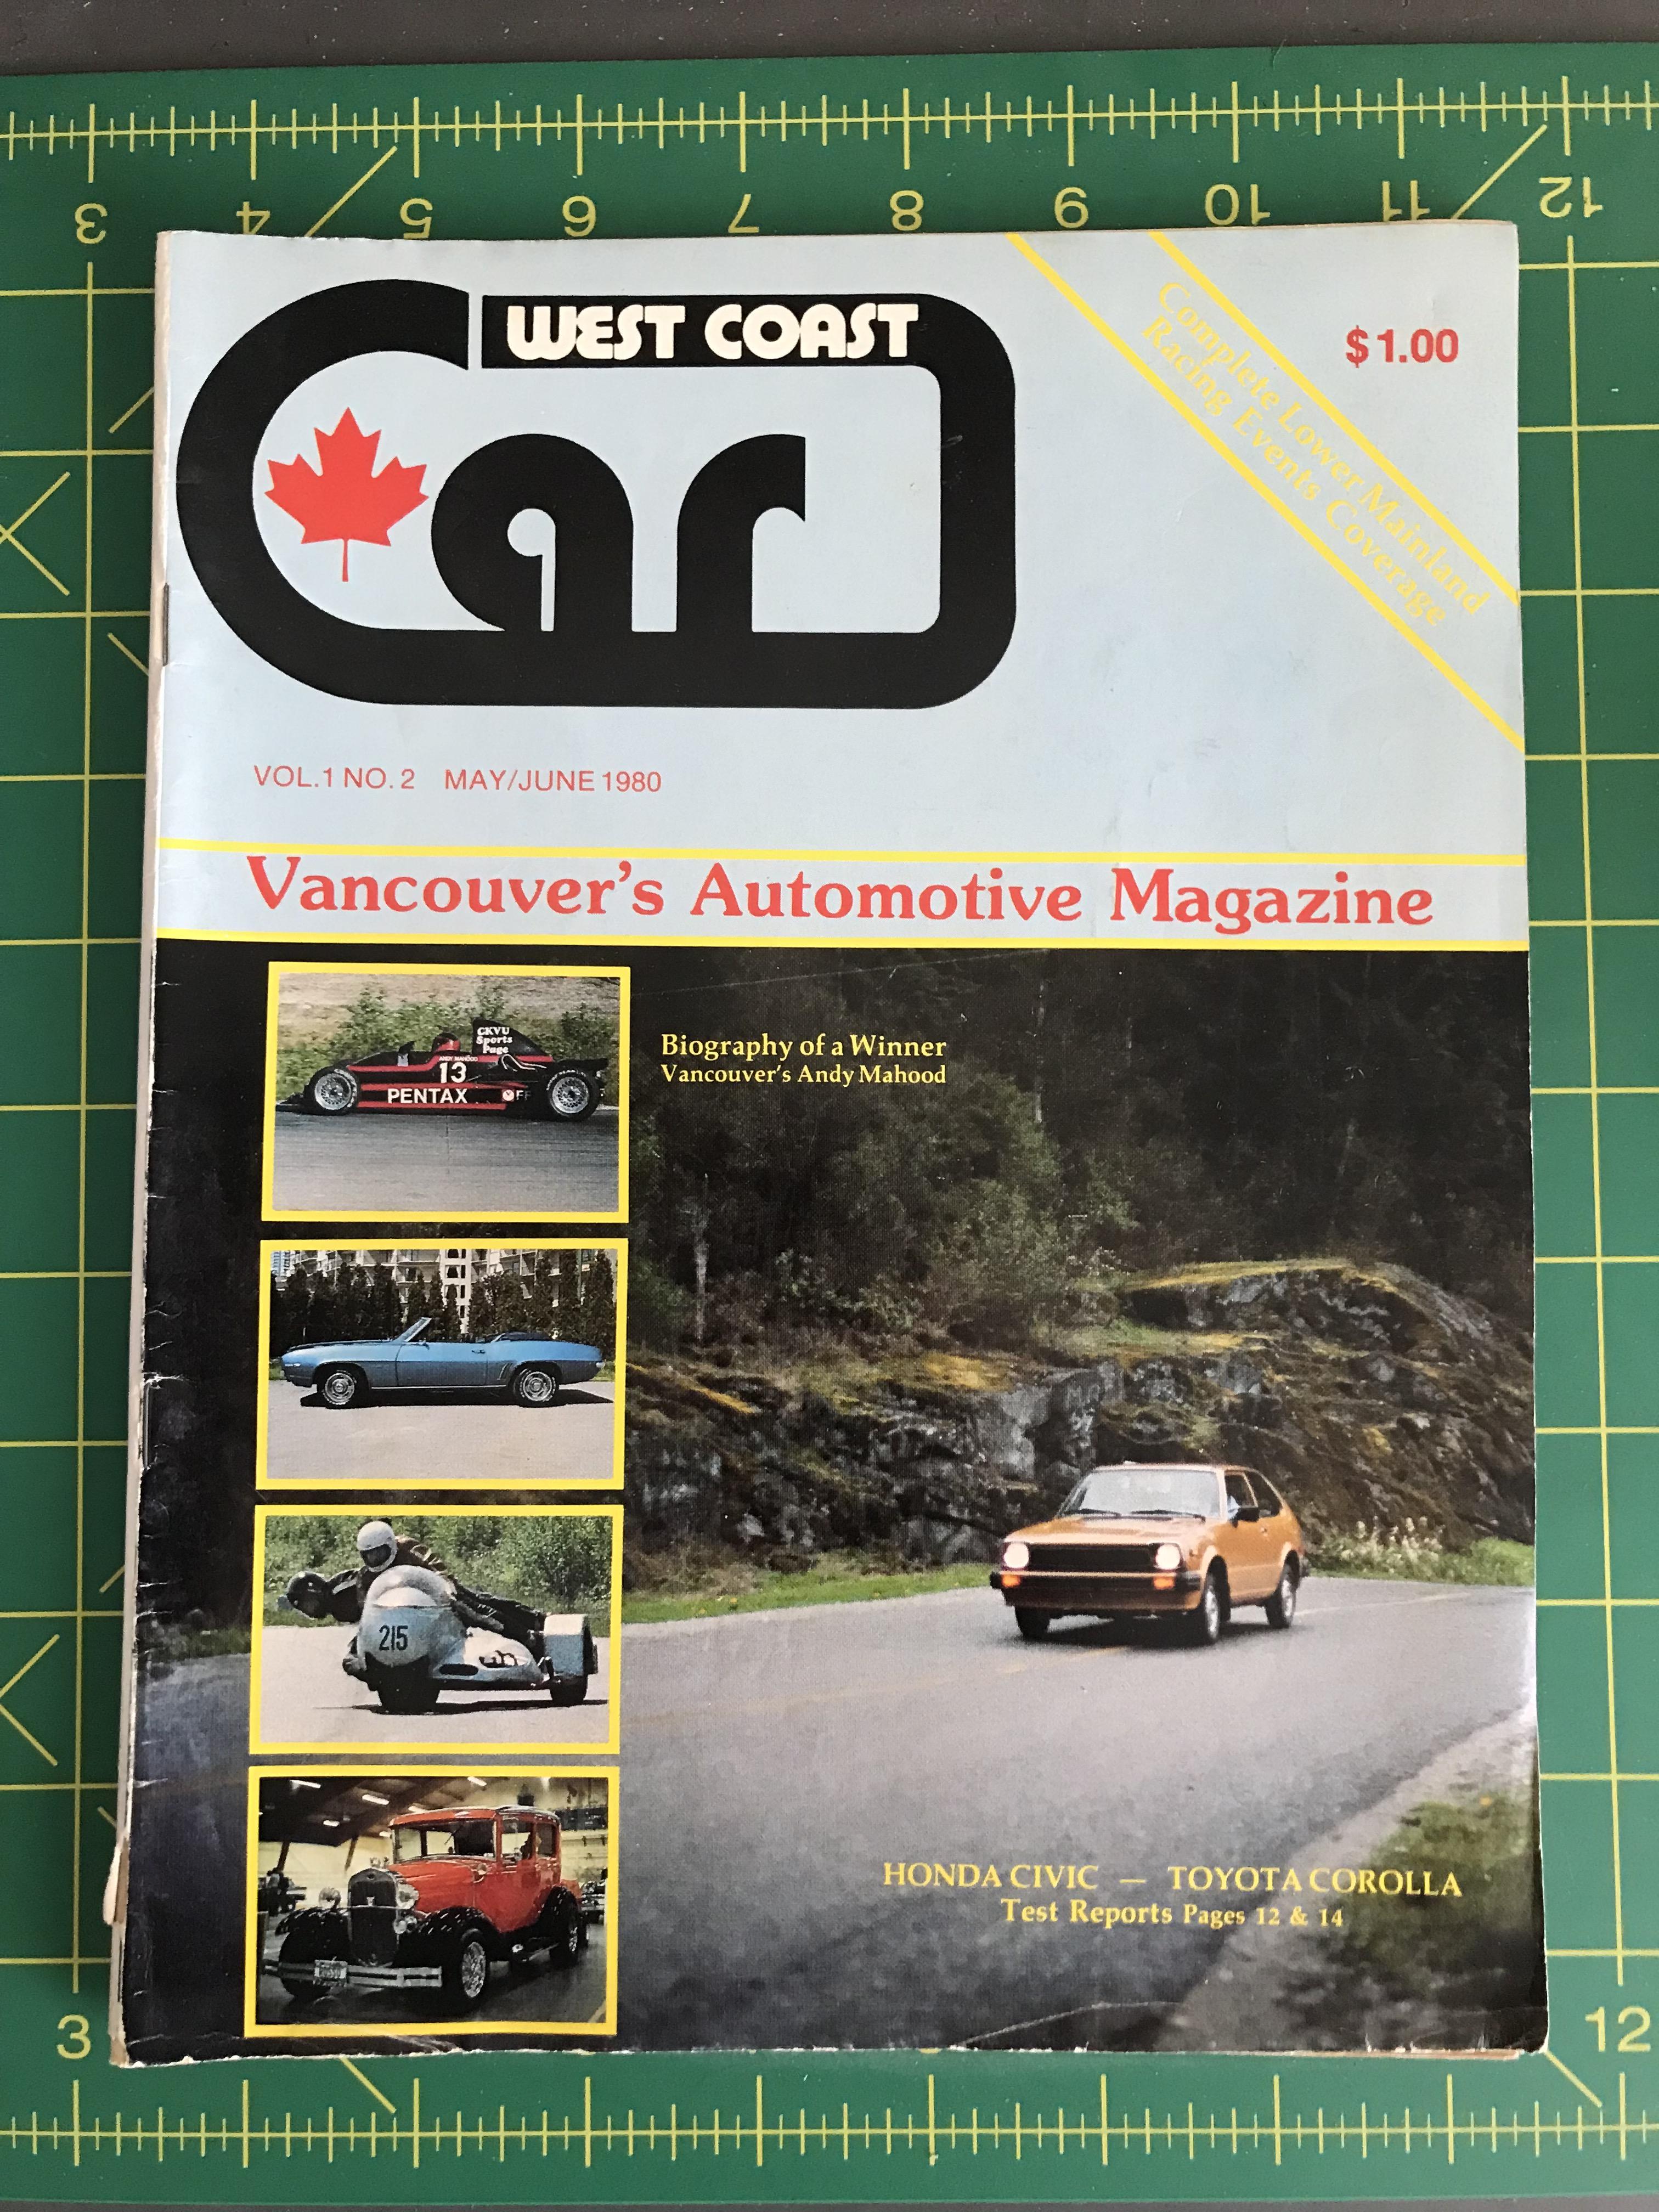 3 4 5 6 7 8 9 10 11 12
WEST COAST
Car
$1.00
Complete Lower Mainland
Racing Events Coverage
VOL.1 NO. 2 MAY/JUNE 1980
Vancouver's Automotive Magazine
CKVU
Sports
Page
ANDY MAHOOD
13
PENTAX
Biography of a Winner
Vancouver's Andy Mahood
215
HONDA CIVIC — TOYOTA COROLLA
Test Reports Pages 12 & 14
3 12